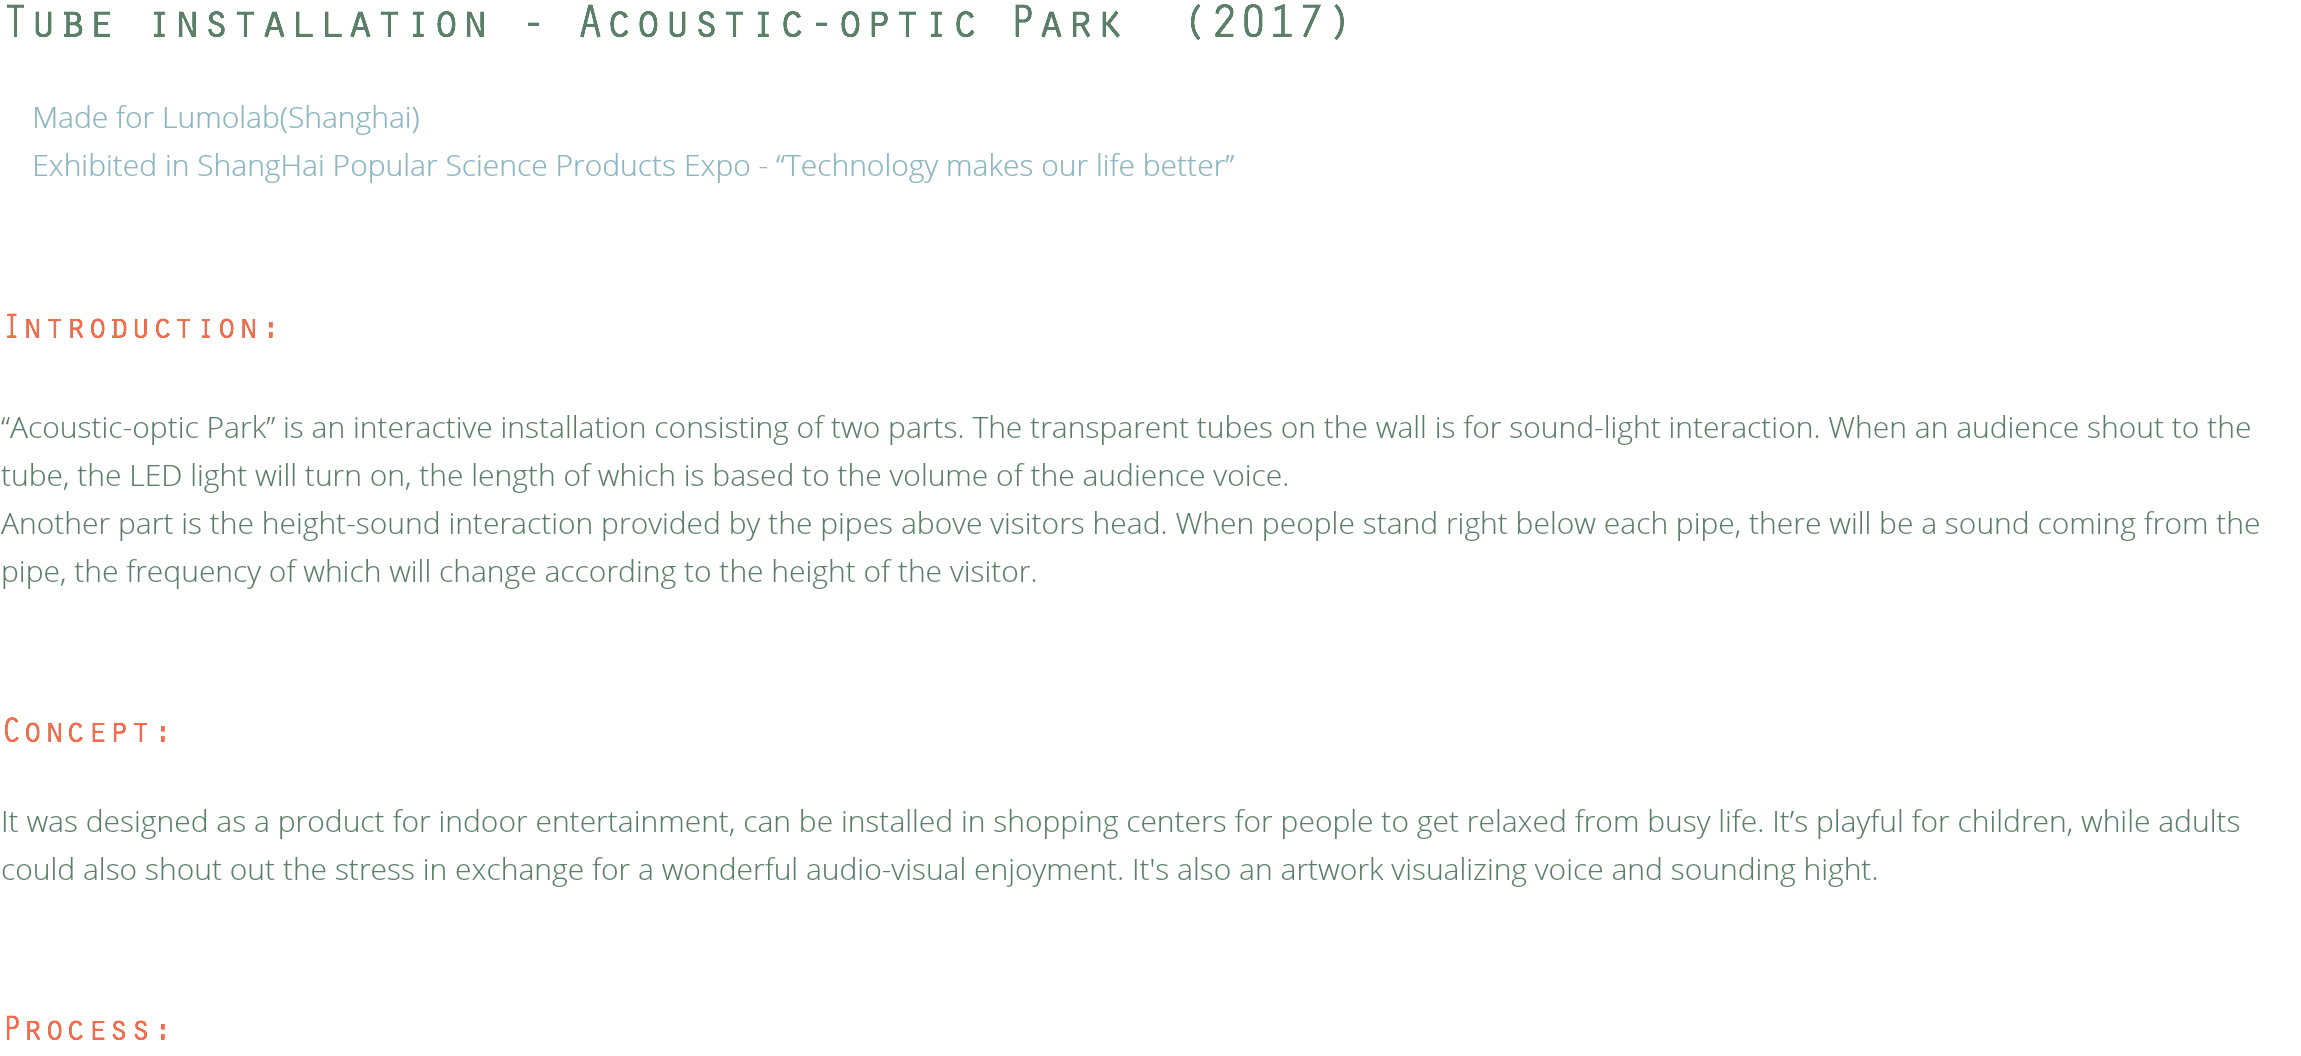 Tube installation - Acoustic-optic Park (2017)
Made for Lumolab(Shanghai)
Exhibited in ShangHai Popular Science Products Expo - “Technology makes our life better”
Introduction:
“Acoustic-optic Park” is an interactive installation consisting of two parts. The transparent tubes on the wall is for sound-light interaction. When an audience shout to the
tube, the LED light will turn on, the length of which is based to the volume of the audience voice.
Another part is the height-sound interaction provided by the pipes above visitors head. When people stand right below each pipe, there will be a sound coming from the
pipe, the frequency of which will change according to the height of the visitor.
Concept:
It was designed as a product for indoor entertainment, can be installed in shopping centers for people to get relaxed from busy life. It’s playful for children, while adults
could also shout out the stress in exchange for a wonderful audio-visual enjoyment. It's also an artwork visualizing voice and sounding hight.
Process: